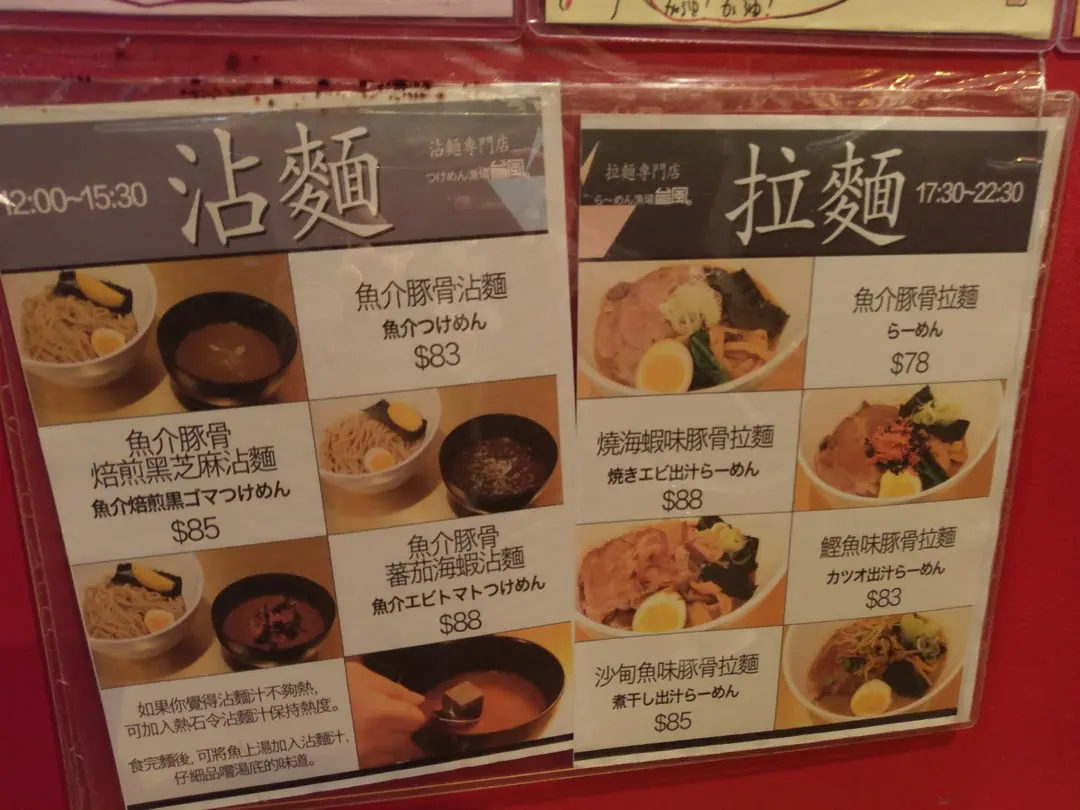 加油! 加油!
12:00~15:30
沾麵
沾麵專門店
つけめん漁場 台風。
魚介豚骨沾麵
魚介つけめん
$83
魚介豚骨
焙煎黑芝麻沾麵
魚介焙煎黒ゴマつけめん
$85
魚介豚骨
蕃茄海蝦沾麵
魚介エビトマトつけめん
$88
如果你覺得沾麵汁不夠熱,
可加入熱石令沾麵汁保持熱度。
食完麵後, 可將魚上湯加入沾麵汁,
仔細品嚐湯底的味道。
拉麵專門店
らーめん漁場 台風。
拉麵
17:30~22:30
魚介豚骨拉麵
らーめん
$78
燒海蝦味豚骨拉麵
焼きエビ出汁らーめん
$88
鰹魚味豚骨拉麵
カツオ出汁らーめん
$83
沙甸魚味豚骨拉麵
煮干し出汁らーめん
$85